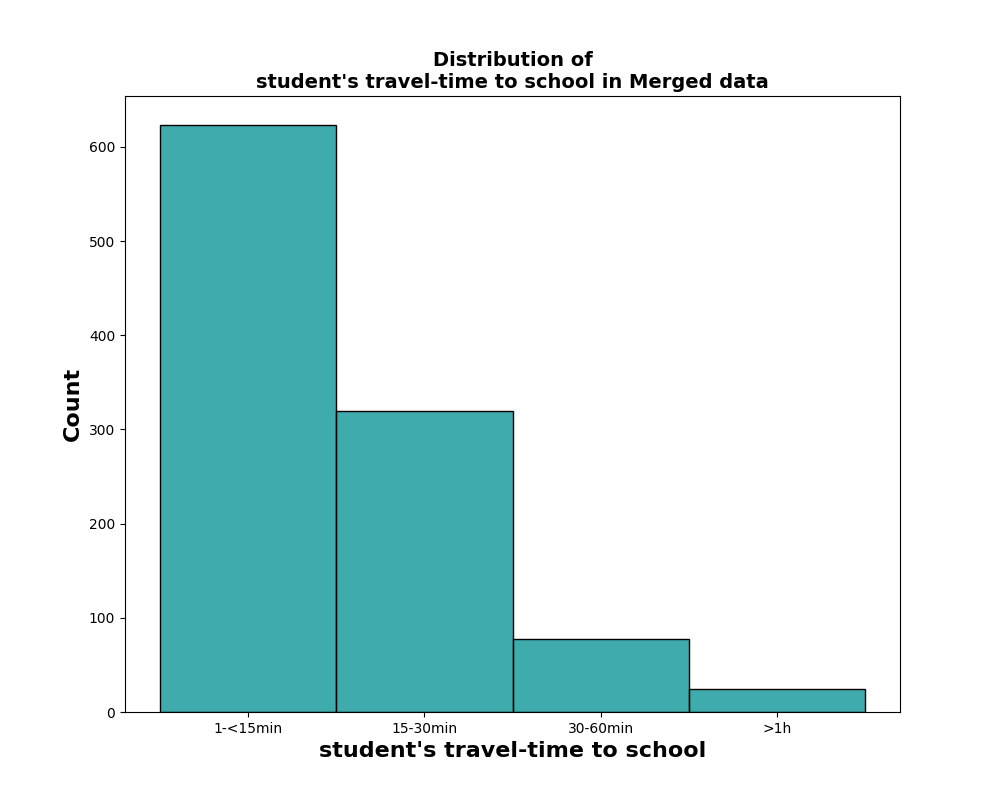 Distribution of
student's travel-time to school in Merged data
600
500
400
300
200
100
0
Count
1-<15min
15-30min
30-60min
>1h
student's travel-time to school